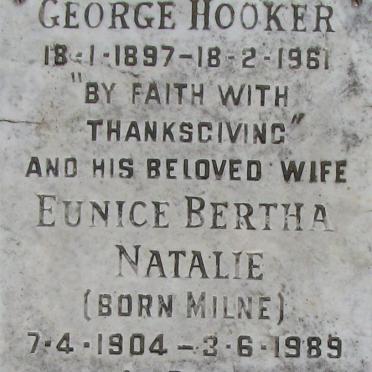 GEORGE HOOKER
18-1-1897-18-2-1961
"BY FAITH WITH
THANKSGIVING"
AND HIS BELOVED WIFE
EUNICE BERTHA
NATALIE
(BORN MILNE)
7-4-1904-3-6-1989